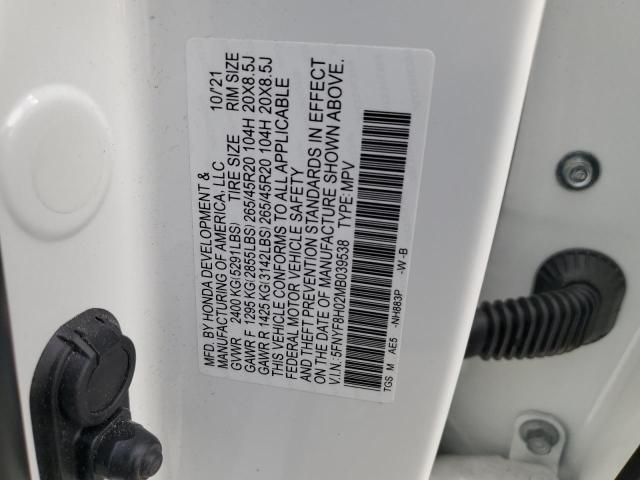 MFD. BY HONDA DEVELOPMENT &
MANUFACTURING OF AMERICA, LLC 10/'21
GVWR 2400 KG(5291LBS) TIRE SIZE RIM SIZE
GAWR F 1295 KG(2855LBS)/265/45R20 104H 20X8.5J
GAWR R 1425 KG(3142LBS)/265/45R20 104H 20X8.5J
THIS VEHICLE CONFORMS TO ALL APPLICABLE
FEDERAL MOTOR VEHICLE SAFETY
AND THEFT PREVENTION STANDARDS IN EFFECT
ON THE DATE OF MANUFACTURE SHOWN ABOVE.
V.I.N.: 5FNYF8H02MB039538 TYPE:MPV
TGS M AE5 -NH883P -W -B